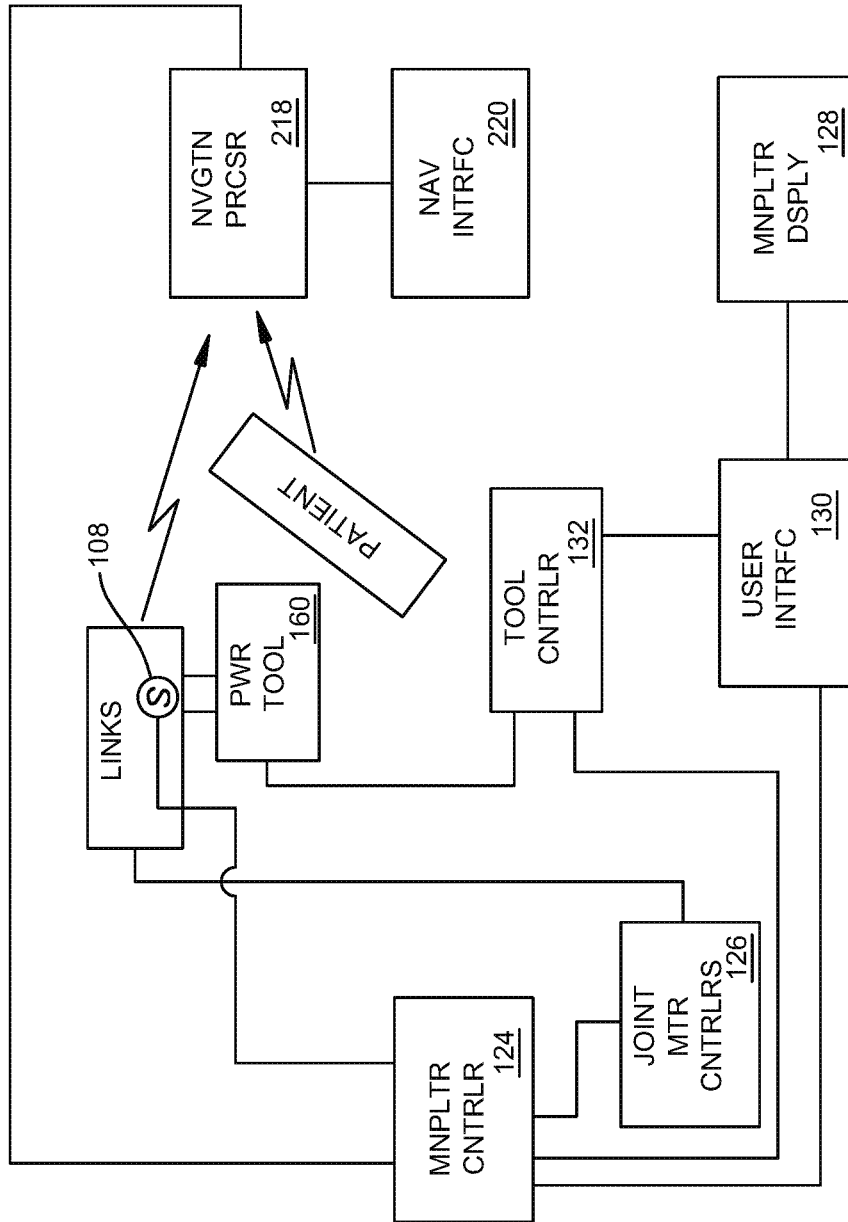 LINKS
S
108
NVGTN
PRCSR
218
PWR
TOOL
160
PATIENT
MNPLTR
CNTRLR
124
NAV
INTRFC
220
TOOL
CNTRLR
132
JOINT
MTR
CNTRLRS
126
USER
INTRFC
130
MNPLTR
DSPLY
128